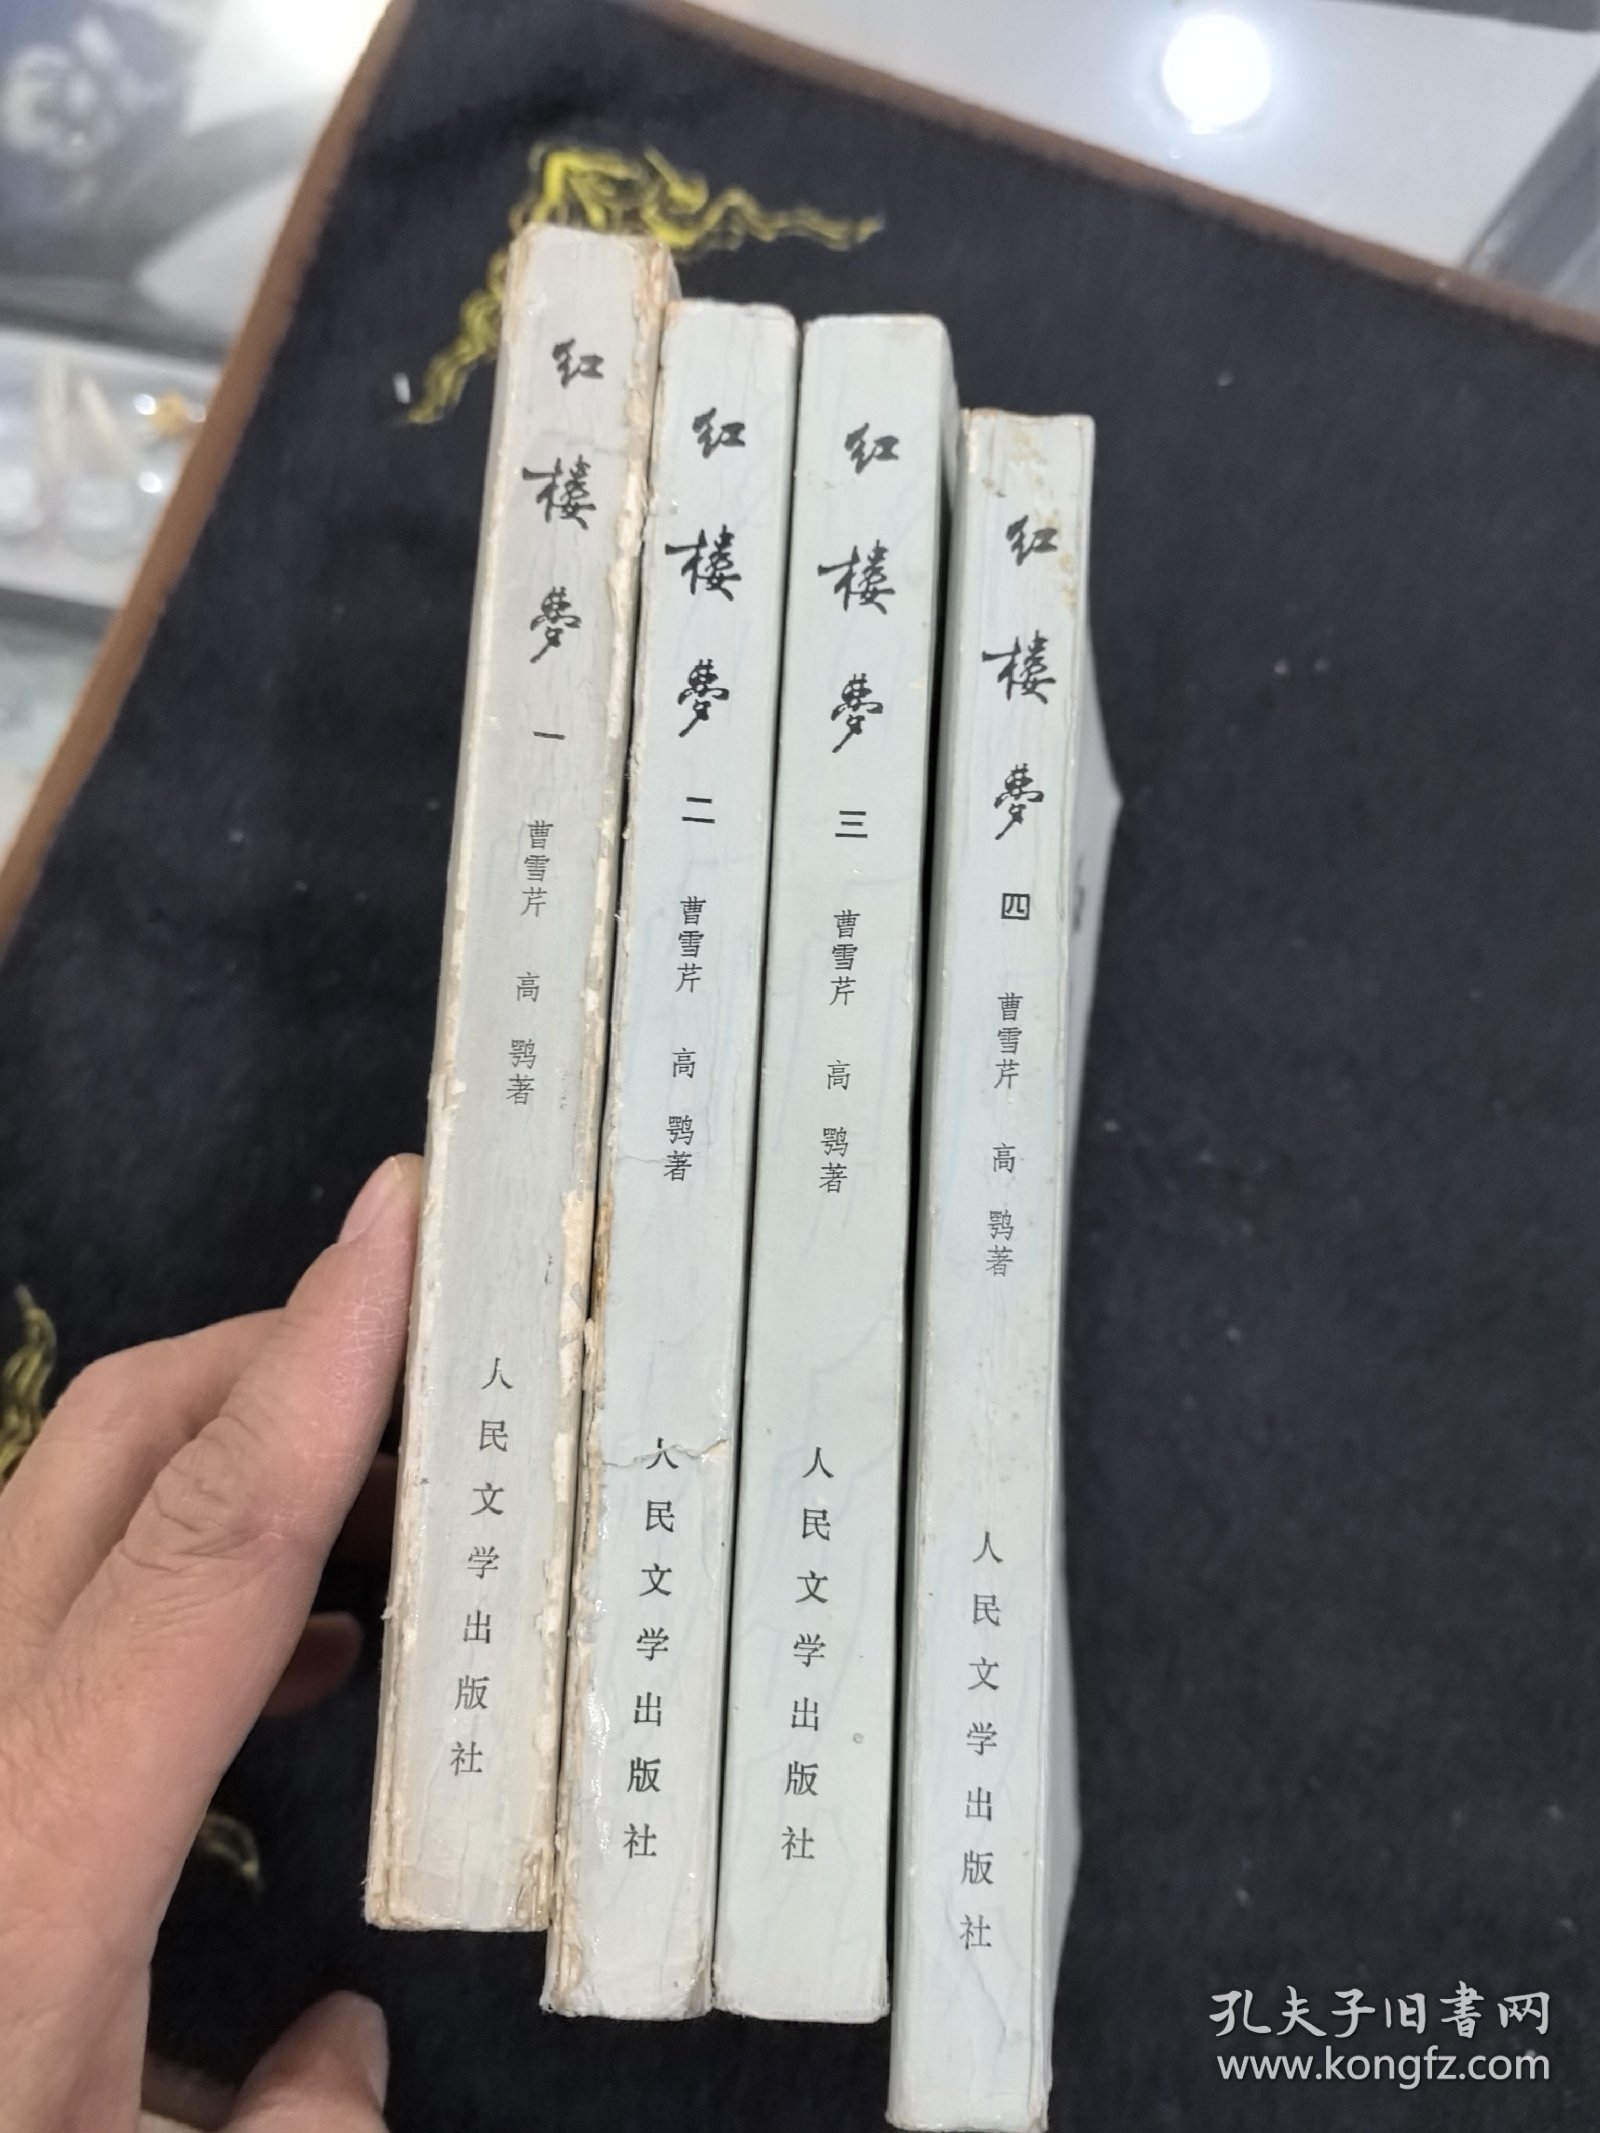 红楼梦 一 曹雪芹 高鹗著 人民文学出版社
红楼梦 二 曹雪芹 高鹗著 人民文学出版社
红楼梦 三 曹雪芹 高鹗著 人民文学出版社
红楼梦 四 曹雪芹 高鹗著 人民文学出版社
孔夫子旧书网
www.kongfz.com